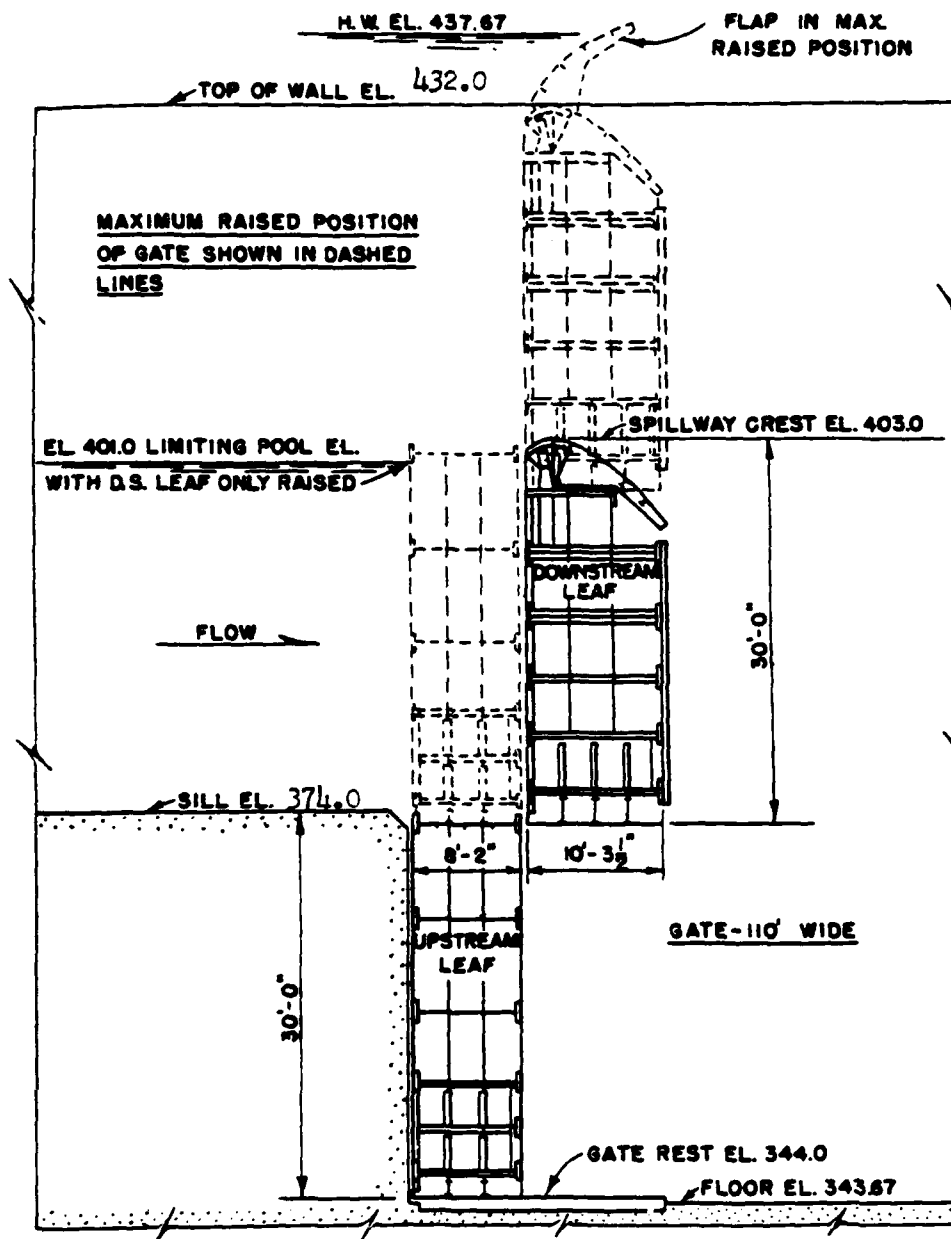 H.W. EL. 437.67
FLAP IN MAX.
RAISED POSITION
TOP OF WALL EL. 432.0
MAXIMUM RAISED POSITION
OF GATE SHOWN IN DASHED
LINES
SPILLWAY CREST EL. 403.0
EL. 401.0 LIMITING POOL EL.
WITH D.S. LEAF ONLY RAISED
DOWNSTREAM
LEAF
FLOW
30'-0"
SILL EL. 374.0
8'-2"
10'-3½"
GATE-110' WIDE
UPSTREAM
LEAF
30'-0"
GATE REST EL. 344.0
FLOOR EL. 343.67